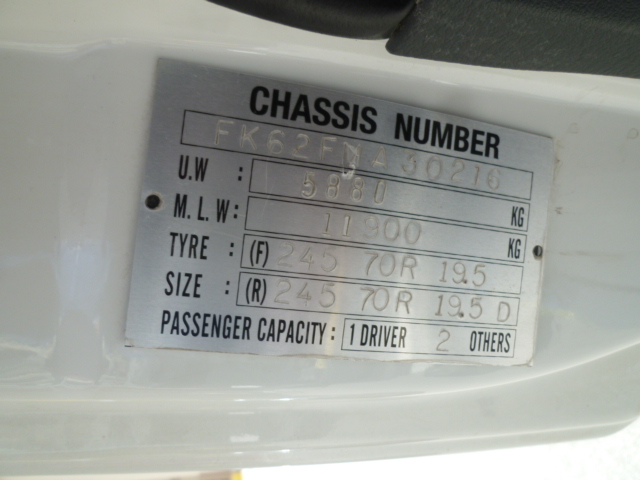 CHASSIS NUMBER
U.W : 5880 KG
M.L.W: 11900 KG
TYRE : (F) 245 70R 19.5
SIZE : (R) 245 70R 19.5 D
PASSENGER CAPACITY : 1 DRIVER 2 OTHERS